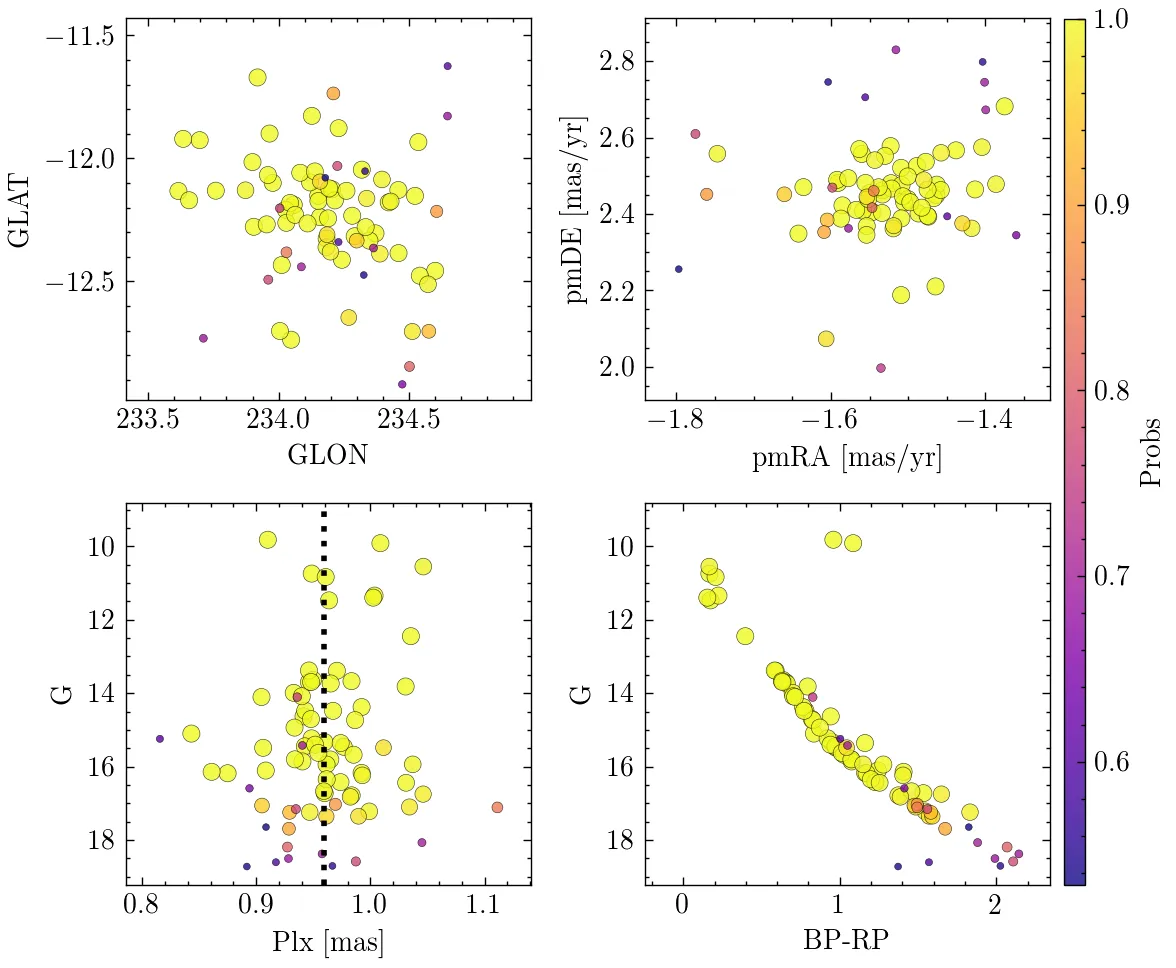 −11.5
−12.0
−12.5
GLAT
233.5 234.0 234.5
GLON
2.8
2.6
2.4
2.2
2.0
pmDE [mas/yr]
−1.8 −1.6 −1.4
pmRA [mas/yr]
1.0
0.9
0.8
0.7
0.6
Probs
10
12
14
16
18
G
0.8 0.9 1.0 1.1
Plx [mas]
10
12
14
16
18
G
0 1 2
BP-RP